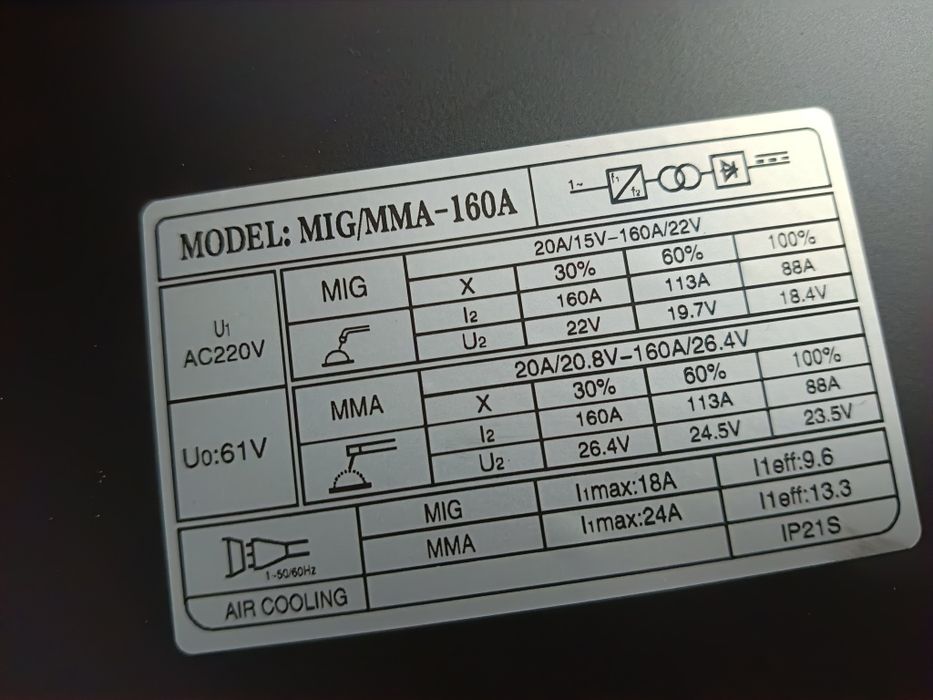 MODEL: MIG/MMA-160A
1~ f1 f2
U1
AC220V
U0:61V
MIG
20A/15V-160A/22V
X 30% 60% 100%
I2 160A 113A 88A
U2 22V 19.7V 18.4V
MMA
20A/20.8V-160A/26.4V
X 30% 60% 100%
I2 160A 113A 88A
U2 26.4V 24.5V 23.5V
1~50/60Hz
MIG I1max:18A I1eff:9.6
MMA I1max:24A I1eff:13.3
AIR COOLING IP21S